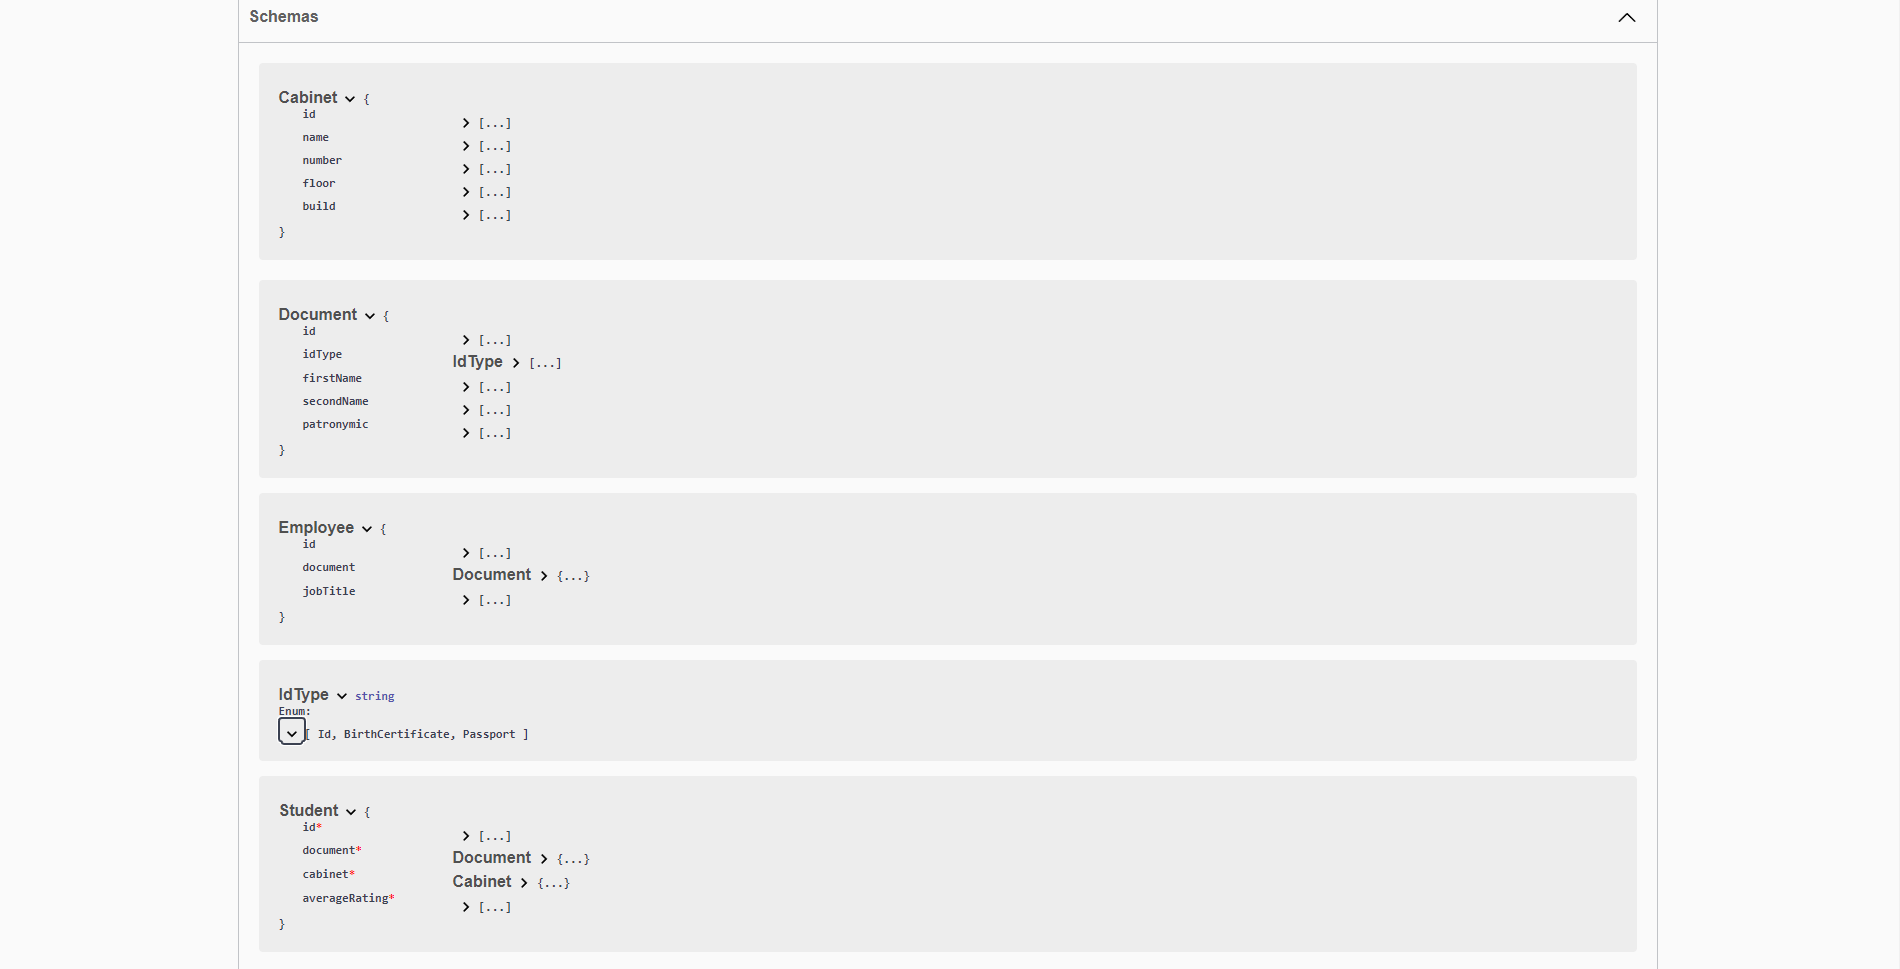 Schemas
Cabinet {
id [...]
name [...]
number [...]
floor [...]
build [...]
}
Document {
id [...]
idType IdType [...]
firstName [...]
secondName [...]
patronymic [...]
}
Employee {
id [...]
document Document {...}
jobTitle [...]
}
IdType string
Enum:
[ Id, BirthCertificate, Passport ]
Student {
id* [...]
document* Document {...}
cabinet* Cabinet {...}
averageRating* [...]
}